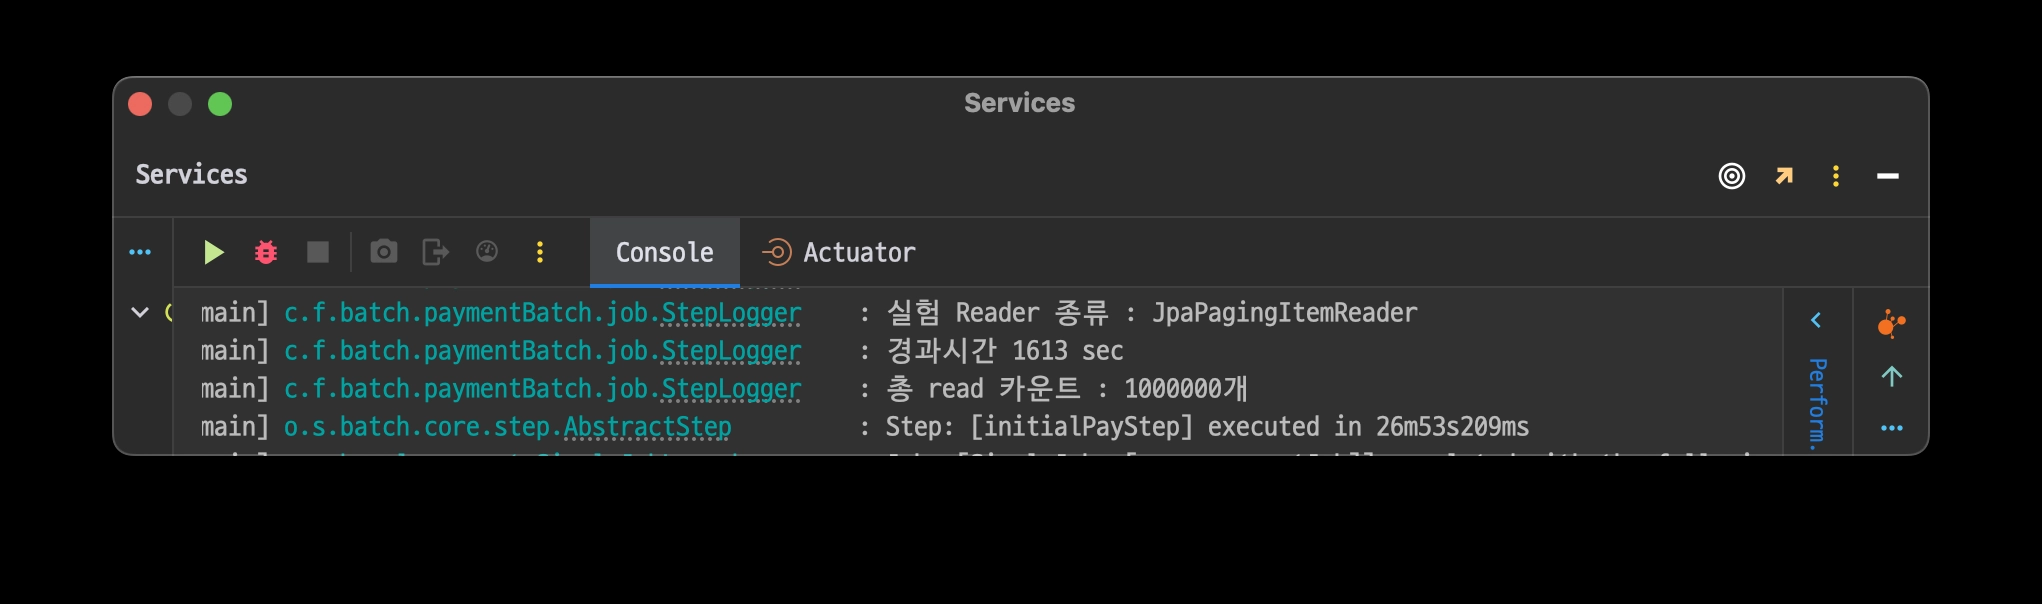 Services
Services
Console Actuator
main] c.f.batch.paymentBatch.job.StepLogger : 실험 Reader 종류 : JpaPagingItemReader
main] c.f.batch.paymentBatch.job.StepLogger : 경과시간 1613 sec
main] c.f.batch.paymentBatch.job.StepLogger : 총 read 카운트 : 1000000개
main] o.s.batch.core.step.AbstractStep : Step: [initialPayStep] executed in 26m53s209ms
Perform.